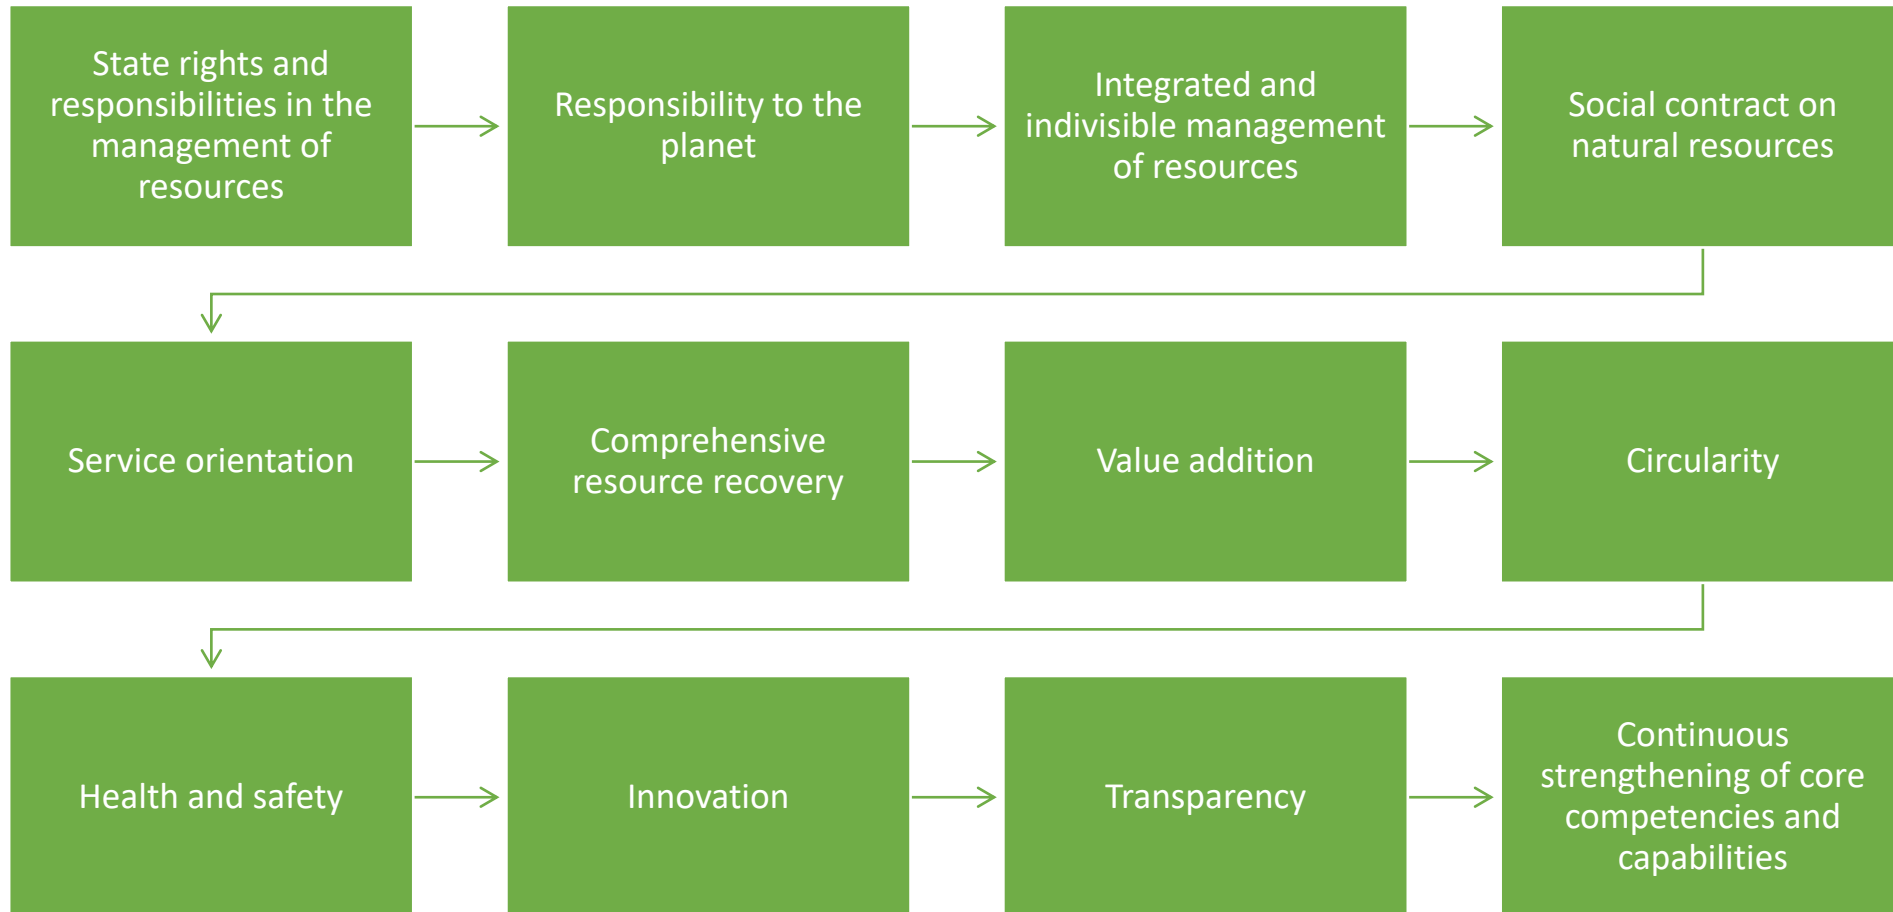 State rights and
responsibilities in the
management of
resources
Responsibility to the
planet
Integrated and
indivisible management
of resources
Social contract on
natural resources
Service orientation
Comprehensive
resource recovery
Value addition
Circularity
Health and safety
Innovation
Transparency
Continuous
strengthening of core
competencies and
capabilities